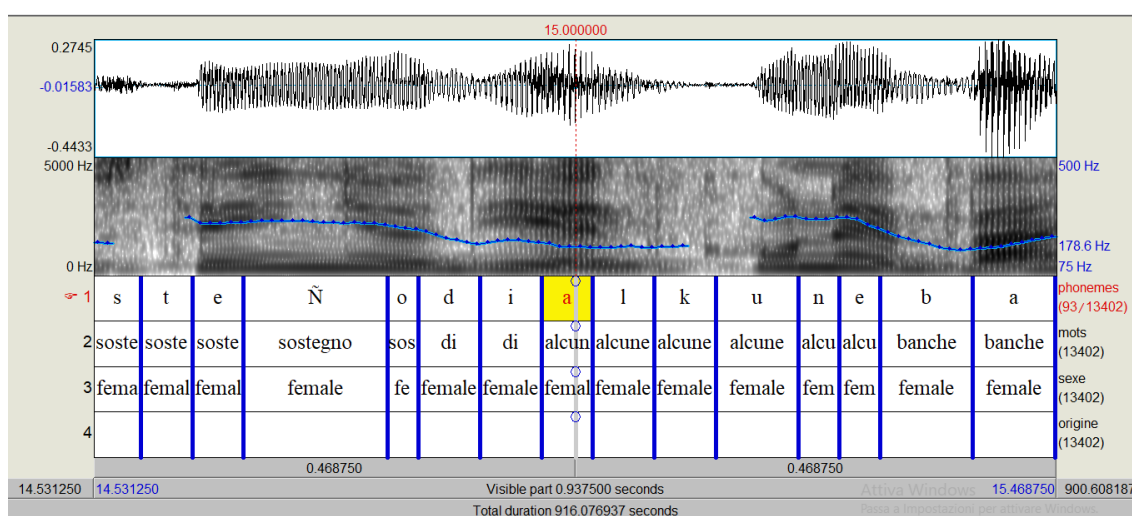 15.000000
0.2745
-0.01583
-0.4433
5000 Hz 500 Hz
178.6 Hz
0 Hz 75 Hz
☞ 1 s t e Ñ o d i a l k u n e b a phonemes (93/13402)
2 soste soste soste sostegno sos di di alcun alcune alcune alcune alcu alcu banche banche mots (13402)
3 fema femal femal female fe female female femal female female female fem fem female female sexe (13402)
4 origine (13402)
0.468750 0.468750
14.531250 14.531250 Visible part 0.937500 seconds 15.468750 900.608187
Total duration 916.076937 seconds
Attiva Windows
Passa a Impostazioni per attivare Windows.